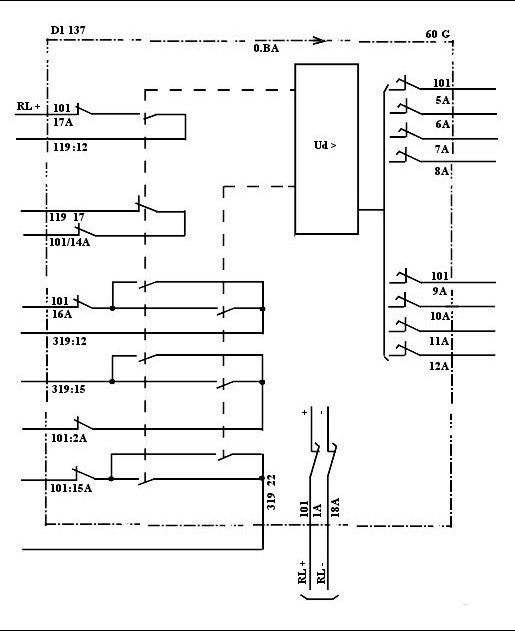 D1 137
60 G
0.BA
RL +
101
17A
119:12
Ud >
101
5A
6A
7A
8A
119 17
101/14A
101
16A
319:12
319:15
101:2A
101:15A
101
9A
10A
11A
12A
319 22
+ -
101
1A
18A
RL +
RL -